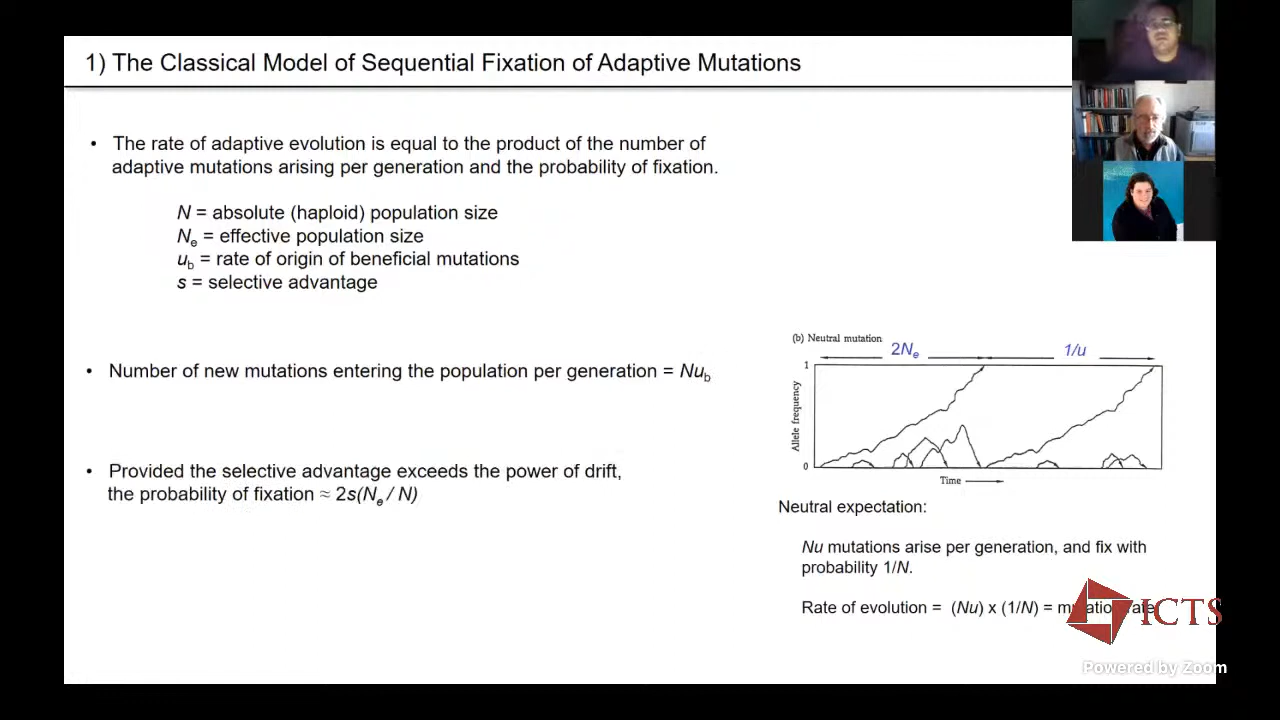 1) The Classical Model of Sequential Fixation of Adaptive Mutations
• The rate of adaptive evolution is equal to the product of the number of
adaptive mutations arising per generation and the probability of fixation.
N = absolute (haploid) population size
Ne = effective population size
ub = rate of origin of beneficial mutations
s = selective advantage
• Number of new mutations entering the population per generation = Nub
• Provided the selective advantage exceeds the power of drift,
the probability of fixation ≈ 2s(Ne / N)
(b) Neutral mutation
2Ne
1/u
1
Allele frequency
0
Time
Neutral expectation:
Nu mutations arise per generation, and fix with
probability 1/N.
Rate of evolution = (Nu) x (1/N) = mutation rate
ICTS
Powered by Zoom